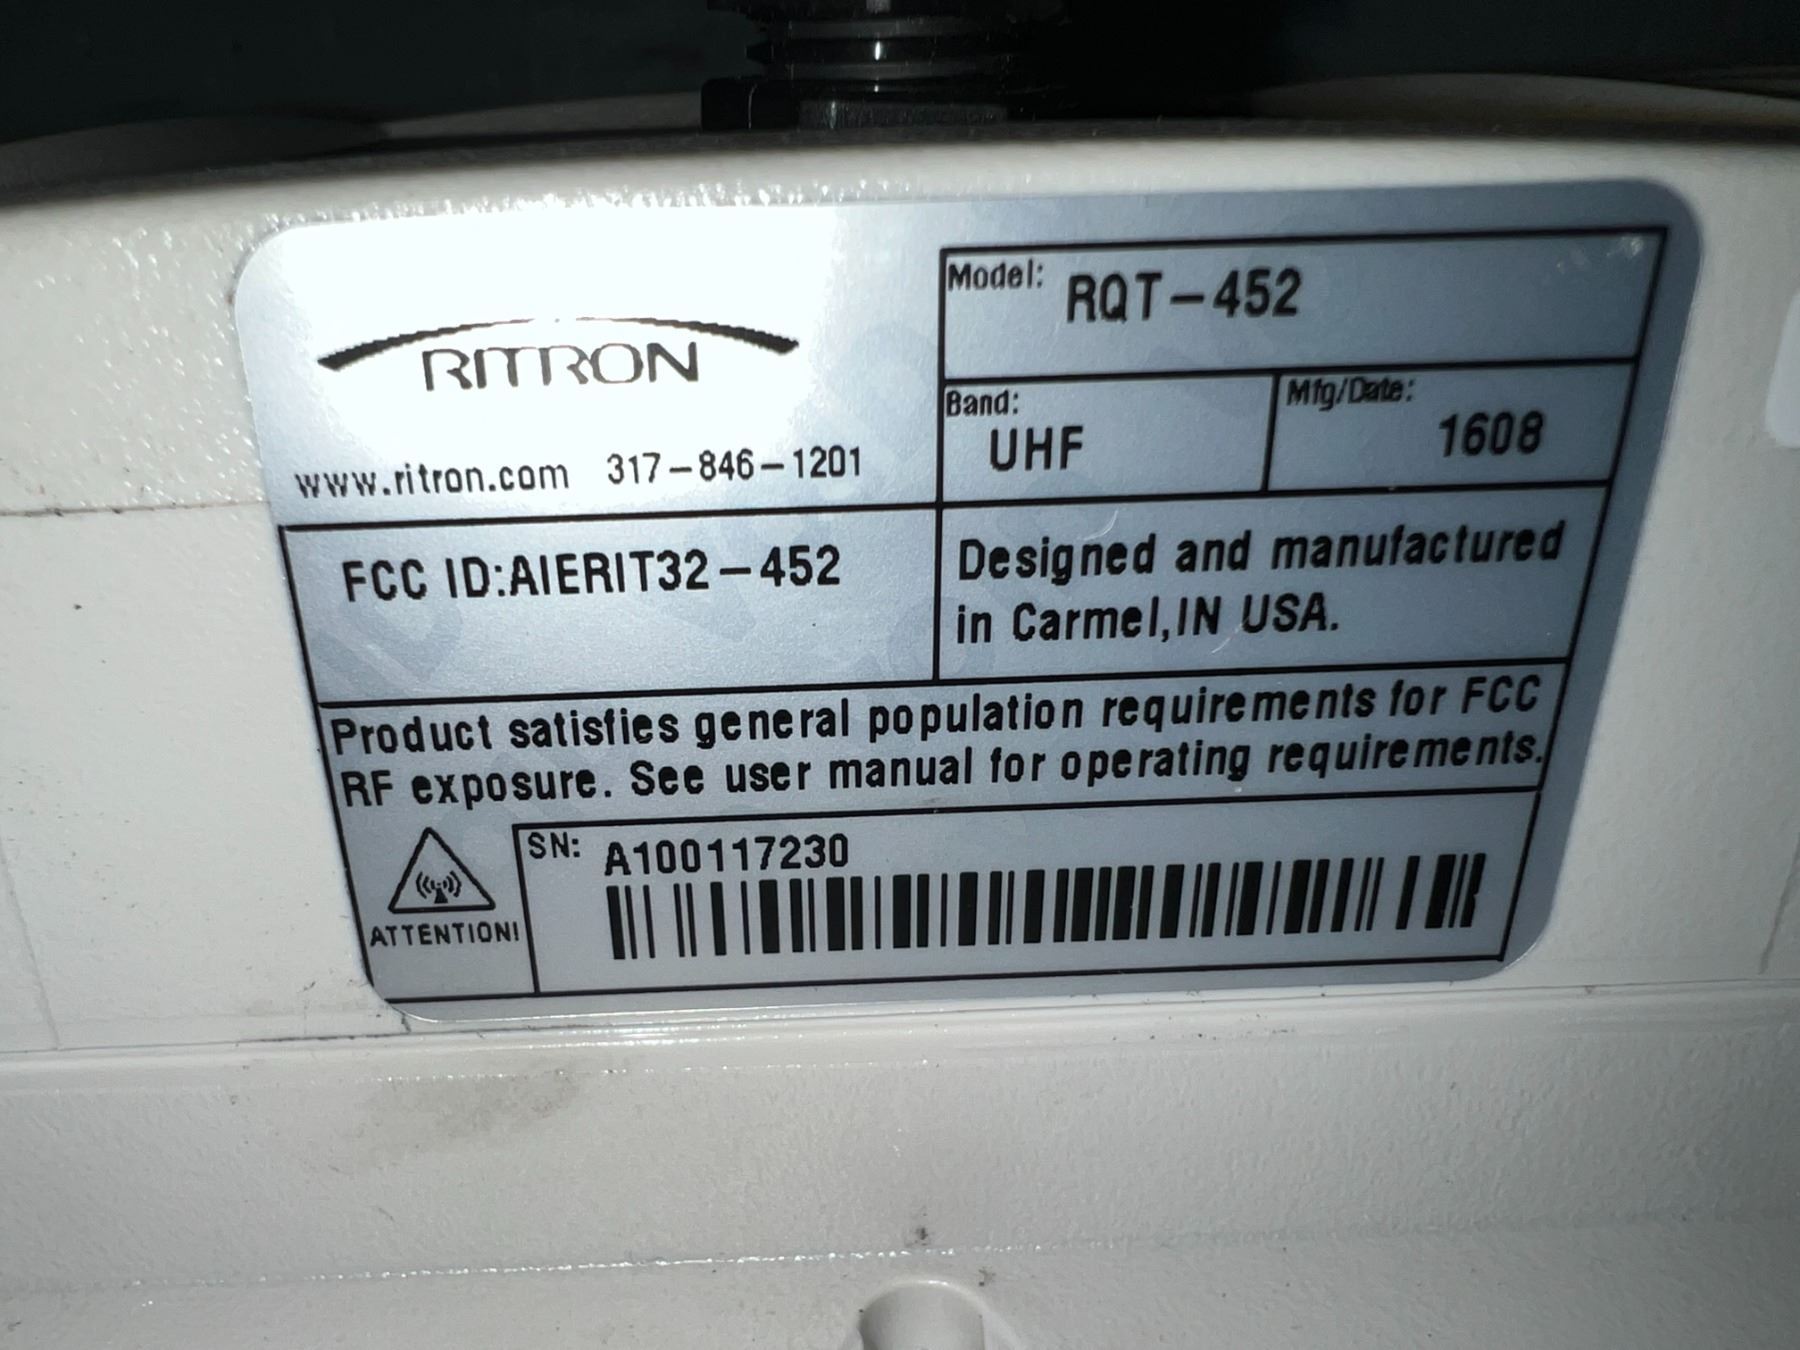 RITRON
www.ritron.com 317-846-1201
Model: RQT-452
Band: UHF
Mfg/Date: 1608
FCC ID:AIERIT32-452
Designed and manufactured
in Carmel,IN USA.
Product satisfies general population requirements for FCC
RF exposure. See user manual for operating requirements.
ATTENTION!
SN: A100117230